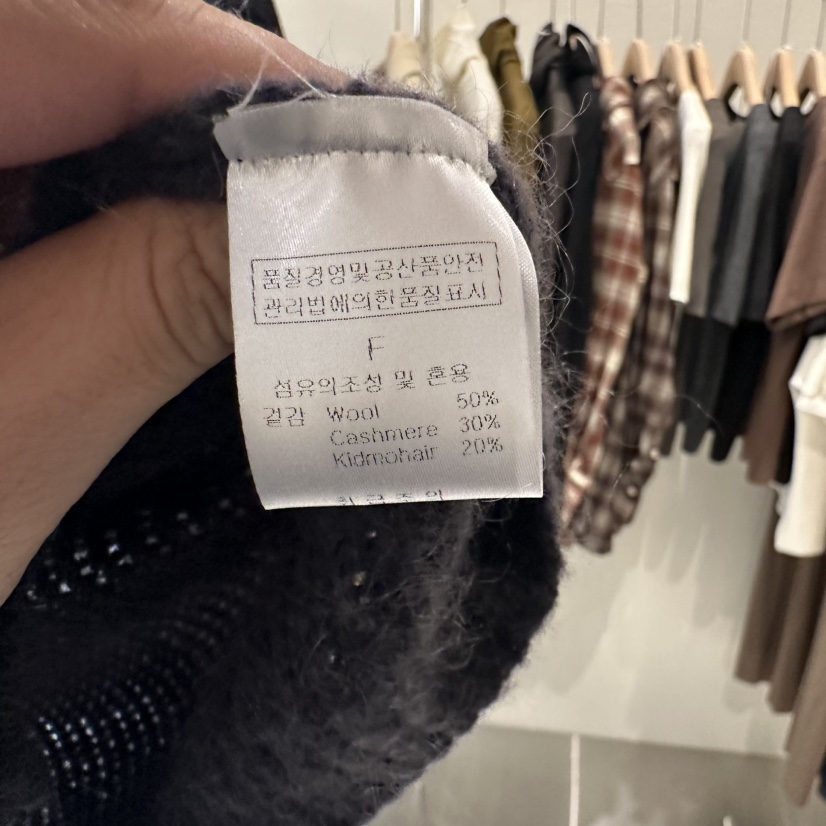 품질경영및공산품안전
관리법에의한품질표시
F
섬유의조성 및 혼용
겉감 Wool 50%
Cashmere 30%
Kidmohair 20%